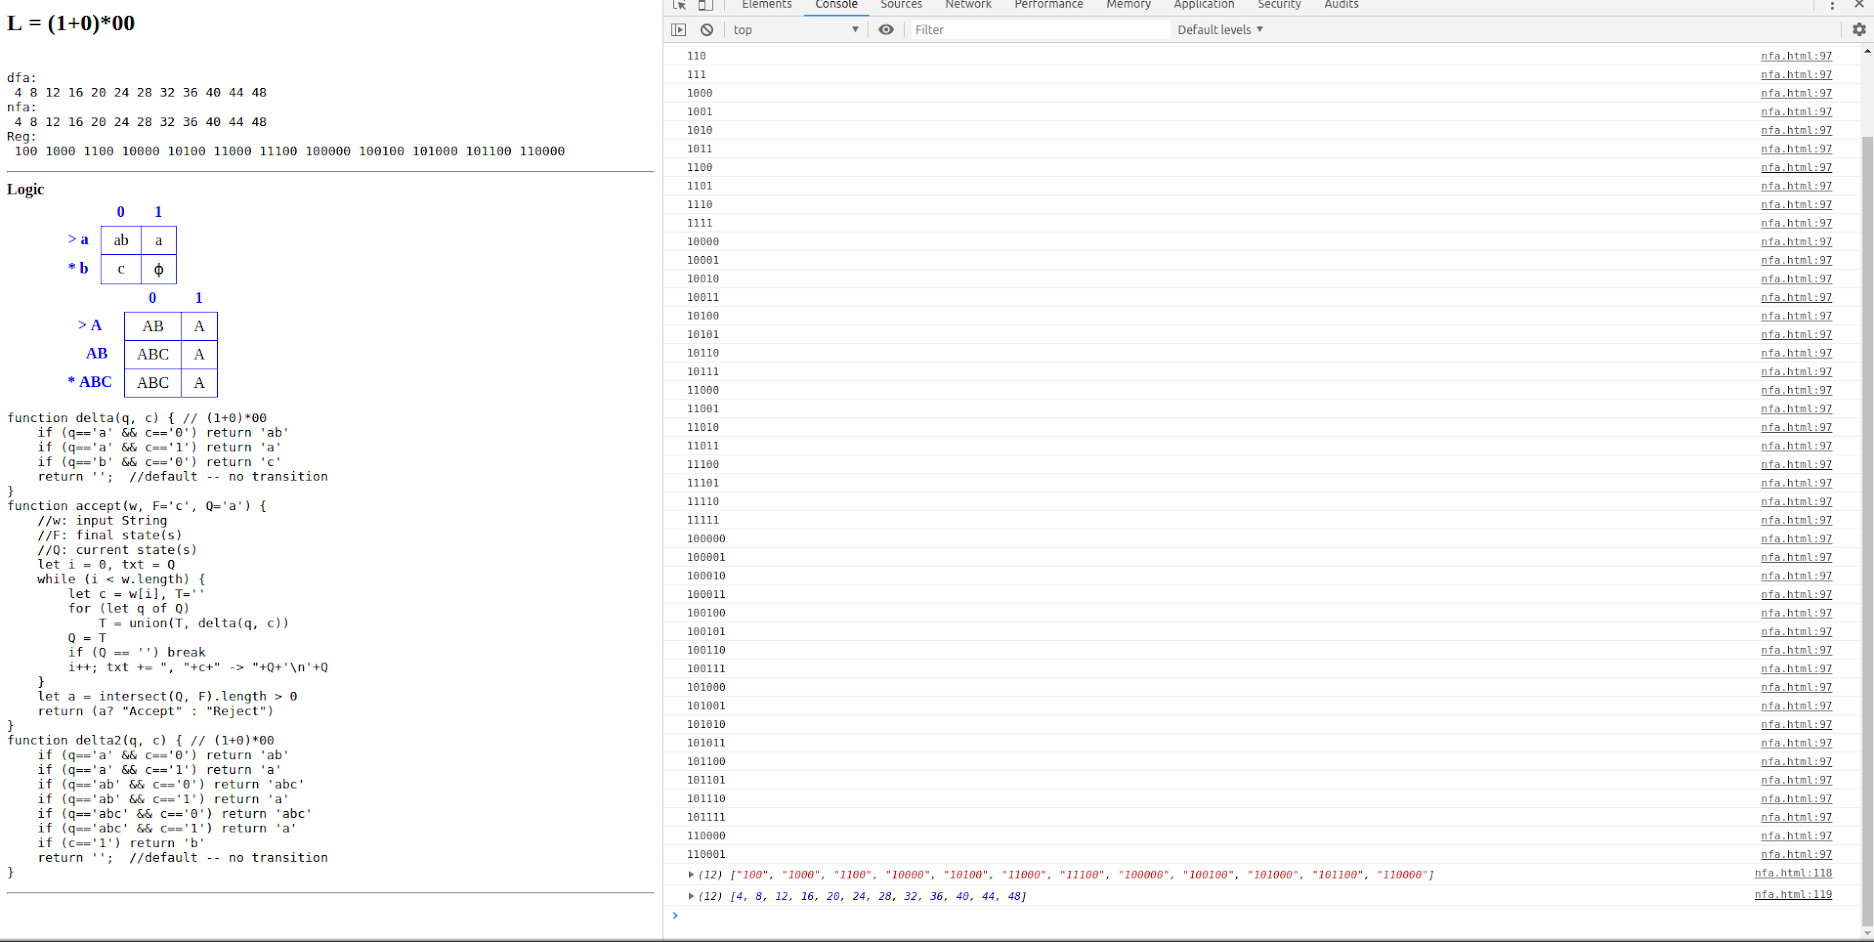 L = (1+0)*00
dfa:
4 8 12 16 20 24 28 32 36 40 44 48
nfa:
4 8 12 16 20 24 28 32 36 40 44 48
Reg:
100 1000 1100 10000 10100 11000 11100 100000 100100 101000 101100 110000
Logic
0 1
> a ab a
* b c ϕ
0 1
> A AB A
AB ABC A
* ABC ABC A
function delta(q, c) { // (1+0)*00
    if (q=='a' && c=='0') return 'ab'
    if (q=='a' && c=='1') return 'a'
    if (q=='b' && c=='0') return 'c'
    return '';  //default -- no transition
}
function accept(w, F='c', Q='a') {
    //w: input String
    //F: final state(s)
    //Q: current state(s)
    let i = 0, txt = Q
    while (i < w.length) {
        let c = w[i], T=''
        for (let q of Q)
            T = union(T, delta(q, c))
        Q = T
        if (Q == '') break
        i++; txt += ", "+c+" -> "+Q+'\n'+Q
    }
    let a = intersect(Q, F).length > 0
    return (a? "Accept" : "Reject")
}
function delta2(q, c) { // (1+0)*00
    if (q=='a' && c=='0') return 'ab'
    if (q=='a' && c=='1') return 'a'
    if (q=='ab' && c=='0') return 'abc'
    if (q=='ab' && c=='1') return 'a'
    if (q=='abc' && c=='0') return 'abc'
    if (q=='abc' && c=='1') return 'a'
    if (c=='1') return 'b'
    return '';  //default -- no transition
}
Elements Console Sources Network Performance Memory Application Security Audits
top Filter Default levels
110 nfa.html:97
111 nfa.html:97
1000 nfa.html:97
1001 nfa.html:97
1010 nfa.html:97
1011 nfa.html:97
1100 nfa.html:97
1101 nfa.html:97
1110 nfa.html:97
1111 nfa.html:97
10000 nfa.html:97
10001 nfa.html:97
10010 nfa.html:97
10011 nfa.html:97
10100 nfa.html:97
10101 nfa.html:97
10110 nfa.html:97
10111 nfa.html:97
11000 nfa.html:97
11001 nfa.html:97
11010 nfa.html:97
11011 nfa.html:97
11100 nfa.html:97
11101 nfa.html:97
11110 nfa.html:97
11111 nfa.html:97
100000 nfa.html:97
100001 nfa.html:97
100010 nfa.html:97
100011 nfa.html:97
100100 nfa.html:97
100101 nfa.html:97
100110 nfa.html:97
100111 nfa.html:97
101000 nfa.html:97
101001 nfa.html:97
101010 nfa.html:97
101011 nfa.html:97
101100 nfa.html:97
101101 nfa.html:97
101110 nfa.html:97
101111 nfa.html:97
110000 nfa.html:97
110001 nfa.html:97
(12) ["100", "1000", "1100", "10000", "10100", "11000", "11100", "100000", "100100", "101000", "101100", "110000"] nfa.html:118
(12) [4, 8, 12, 16, 20, 24, 28, 32, 36, 40, 44, 48] nfa.html:119